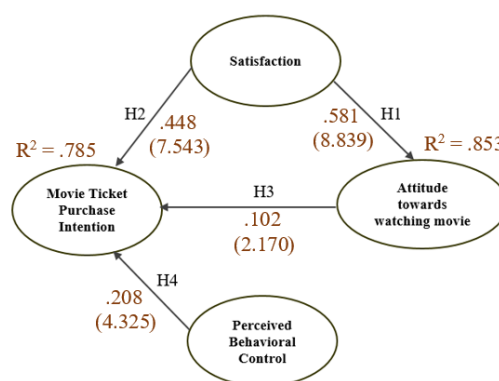 Satisfaction
H2
.448
(7.543)
.581
(8.839)
H1
R² = .785
R² = .853
Movie Ticket
Purchase
Intention
H3
.102
(2.170)
Attitude
towards
watching movie
H4
.208
(4.325)
Perceived
Behavioral
Control